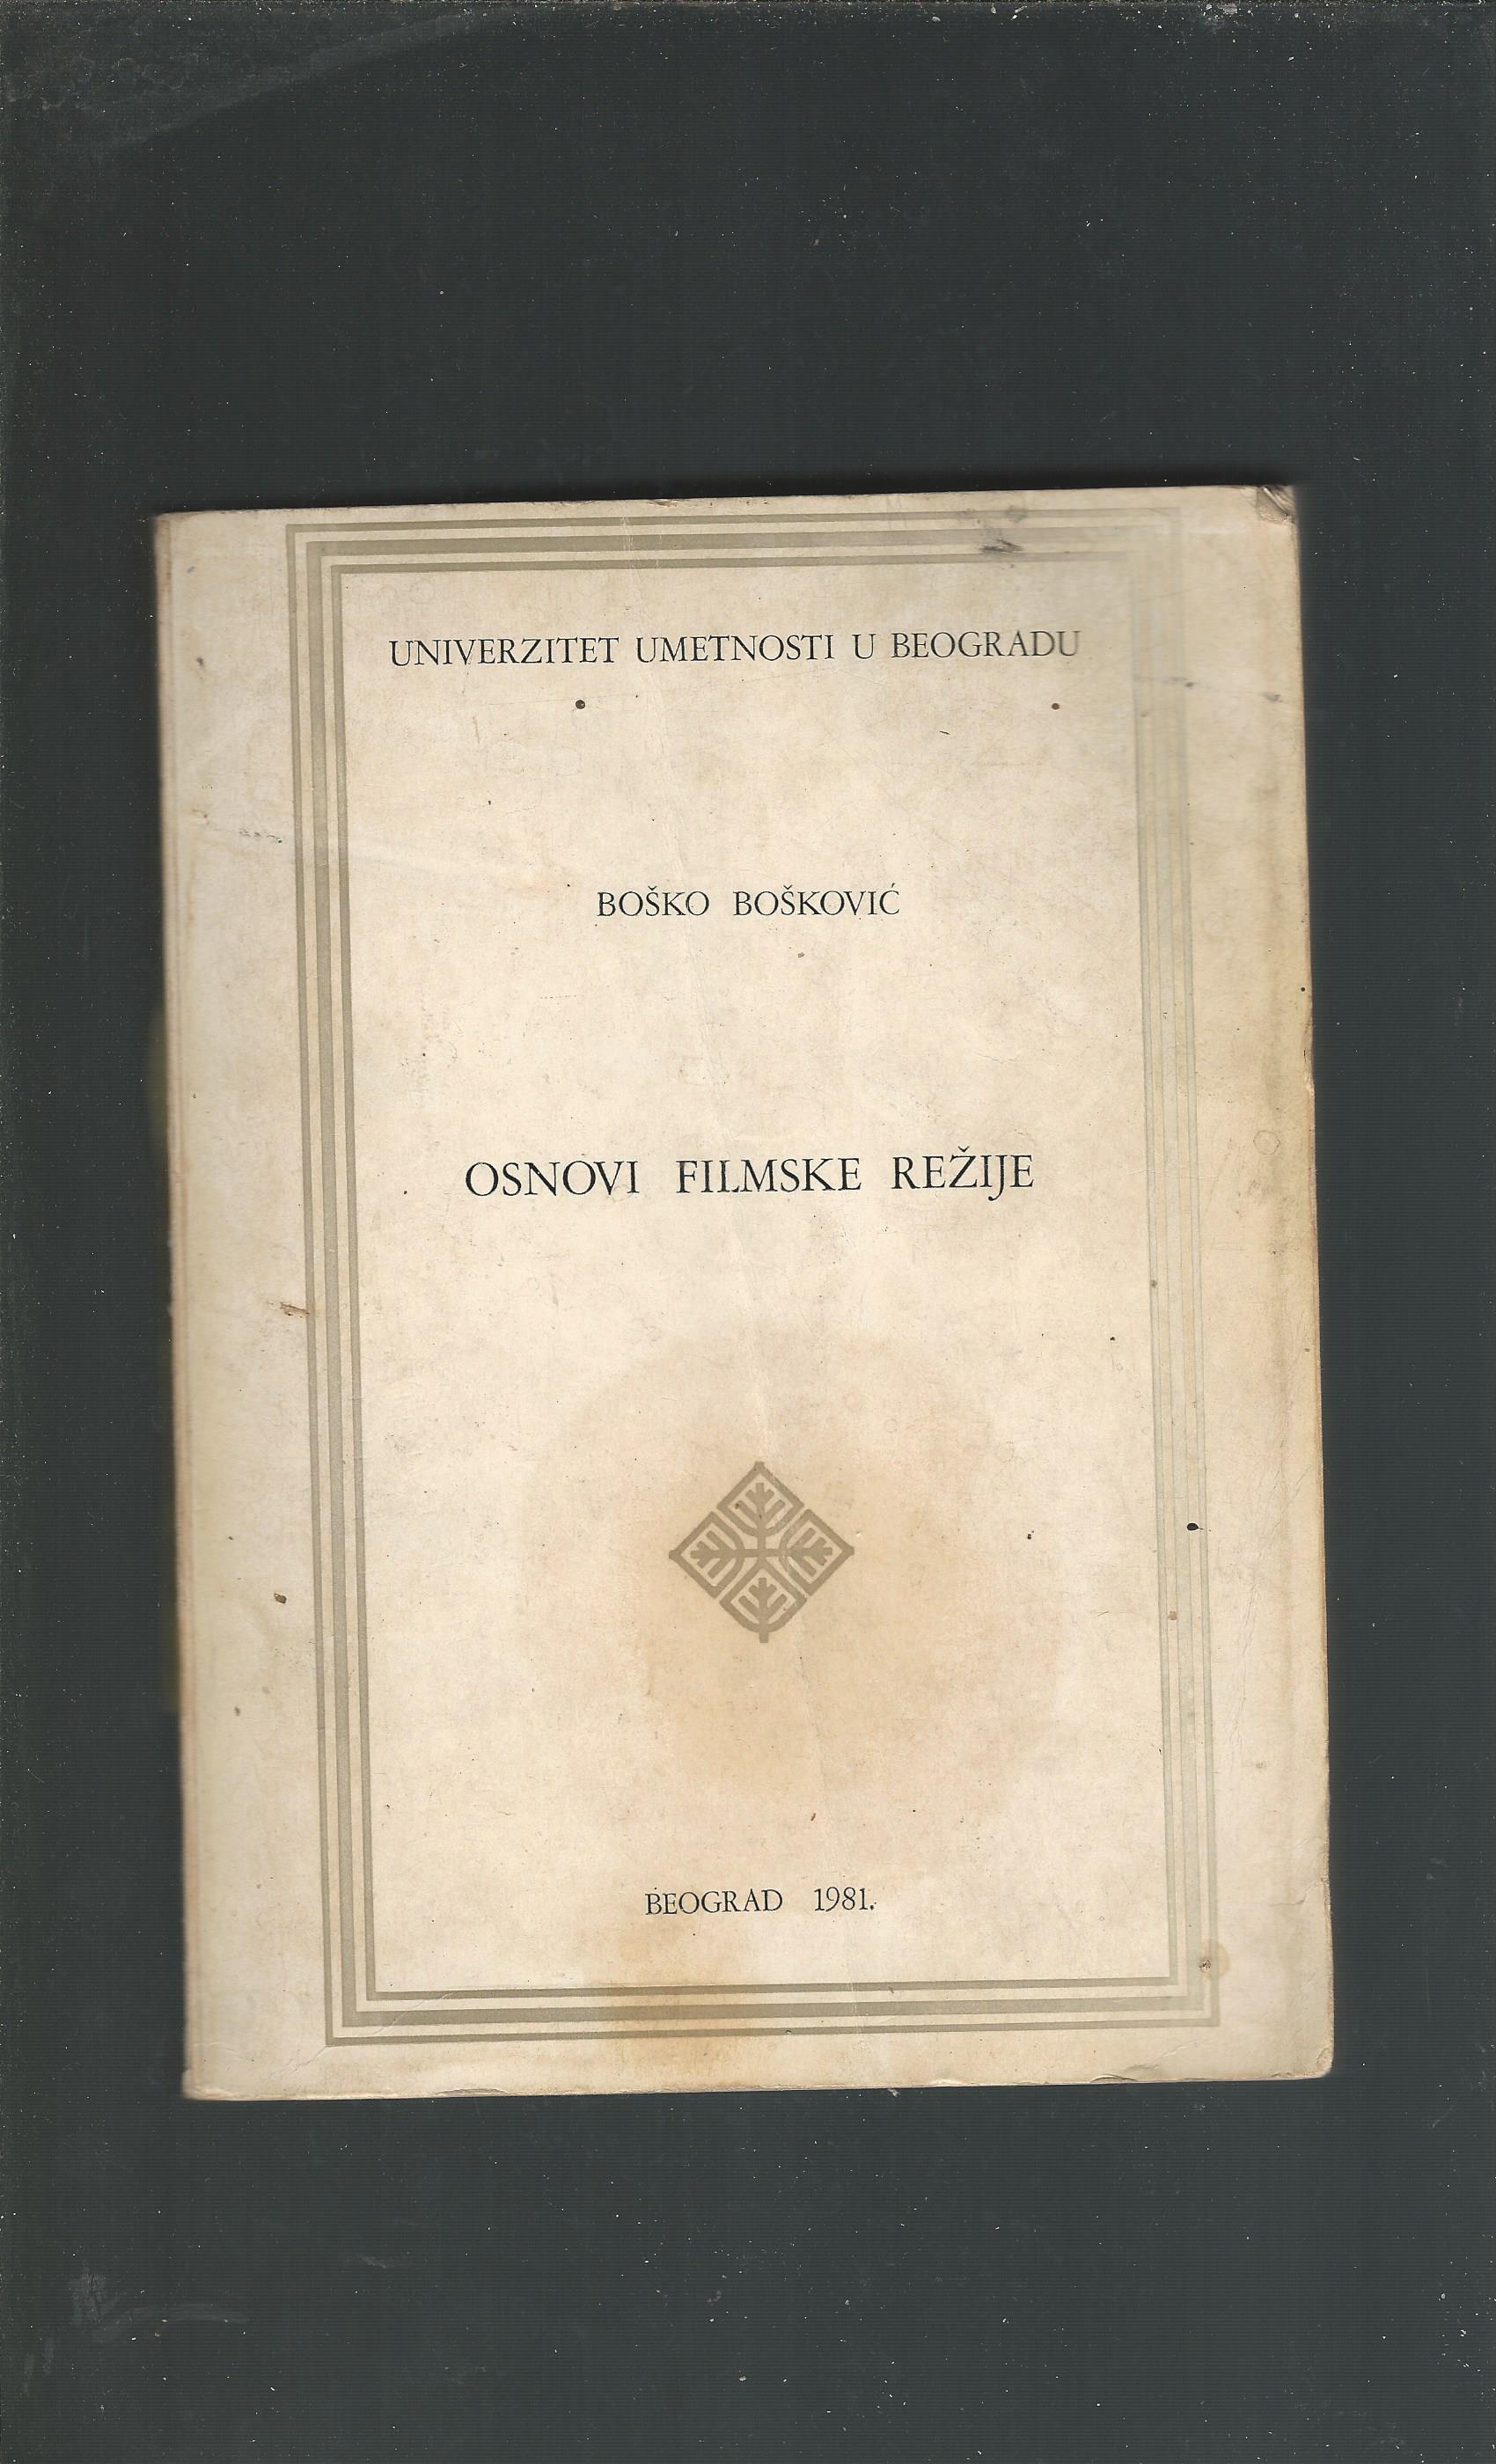 UNIVERZITET UMETNOSTI U BEOGRADU
BOŠKO BOŠKOVIĆ
OSNOVI FILMSKE REŽIJE
BEOGRAD 1981.